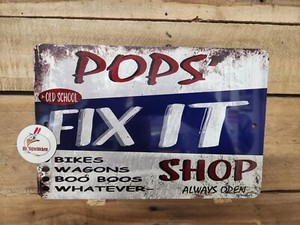 POPS'
OLD SCHOOL
FIX IT
SHOP
BIKES
WAGONS
BOO BOOS
WHATEVER-
ALWAYS OPEN